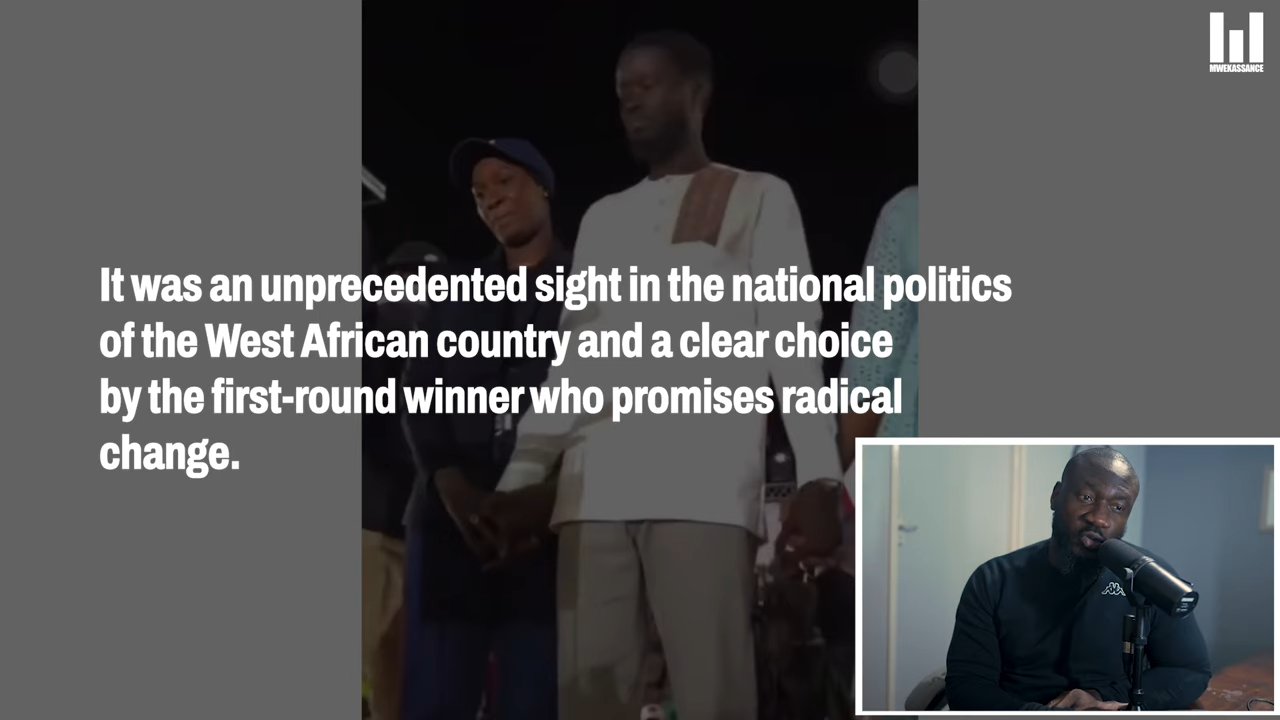 MWEKASSANCE
It was an unprecedented sight in the national politics
of the West African country and a clear choice
by the first-round winner who promises radical
change.